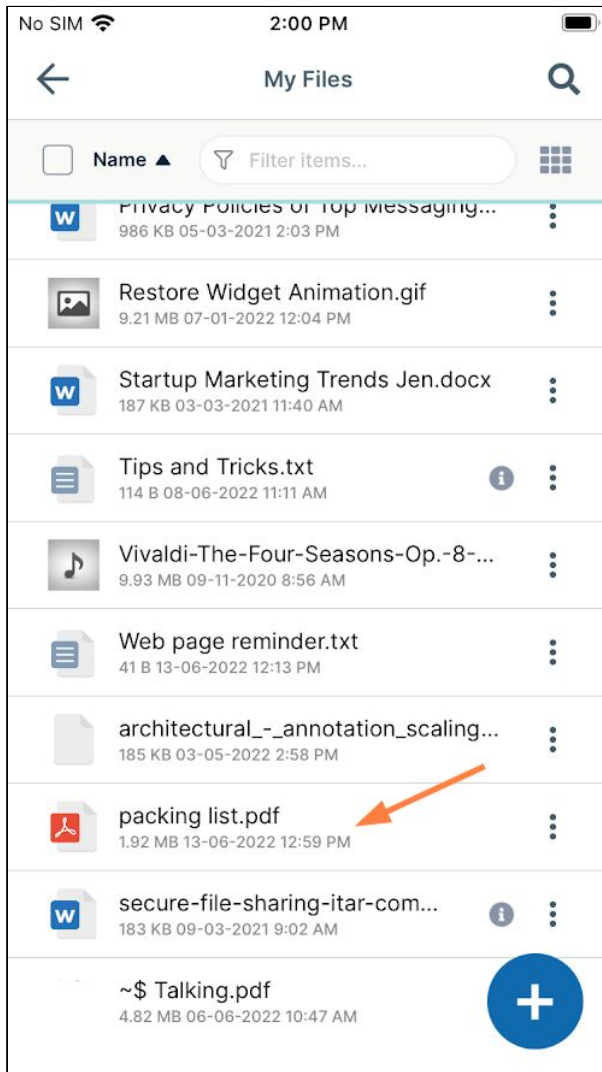 No SIM 2:00 PM
My Files
Name ▲ Filter items...
Privacy Policies of Top Messaging...
986 KB 05-03-2021 2:03 PM
Restore Widget Animation.gif
9.21 MB 07-01-2022 12:04 PM
Startup Marketing Trends Jen.docx
187 KB 03-03-2021 11:40 AM
Tips and Tricks.txt
114 B 08-06-2022 11:11 AM
Vivaldi-The-Four-Seasons-Op.-8-...
9.93 MB 09-11-2020 8:56 AM
Web page reminder.txt
41 B 13-06-2022 12:13 PM
architectural_-_annotation_scaling...
185 KB 03-05-2022 2:58 PM
packing list.pdf
1.92 MB 13-06-2022 12:59 PM
secure-file-sharing-itar-com...
183 KB 09-03-2021 9:02 AM
~$ Talking.pdf
4.82 MB 06-06-2022 10:47 AM